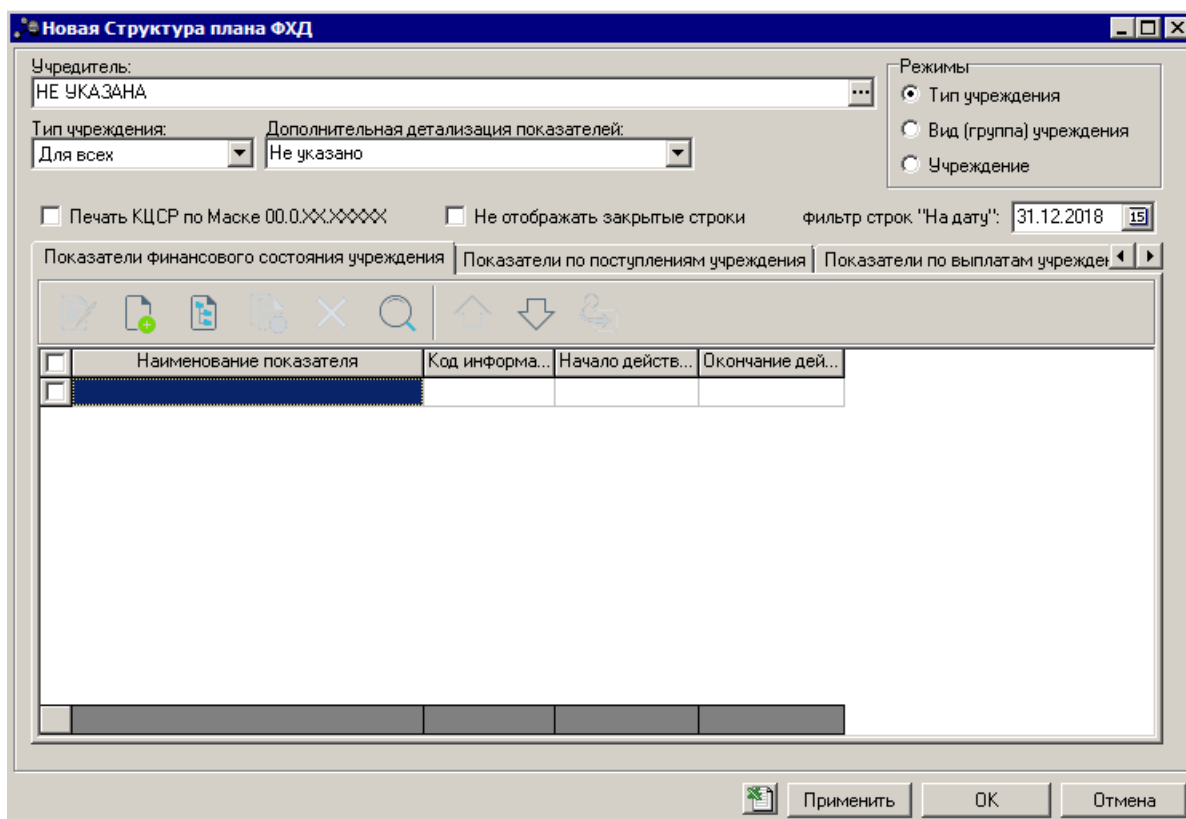 Новая Структура плана ФХД
Учредитель:
НЕ УКАЗАНА
Режимы
Тип учреждения
Вид (группа) учреждения
Учреждение
Тип учреждения:
Дополнительная детализация показателей:
Для всех
Не указано
Печать КЦСР по Маске 00.0.XX.XXXXX
Не отображать закрытые строки
фильтр строк "На дату":
31.12.2018
15
Показатели финансового состояния учреждения
Показатели по поступлениям учреждения
Показатели по выплатам учрежден
Наименование показателя
Код информа...
Начало действ...
Окончание дей...
Применить
OK
Отмена